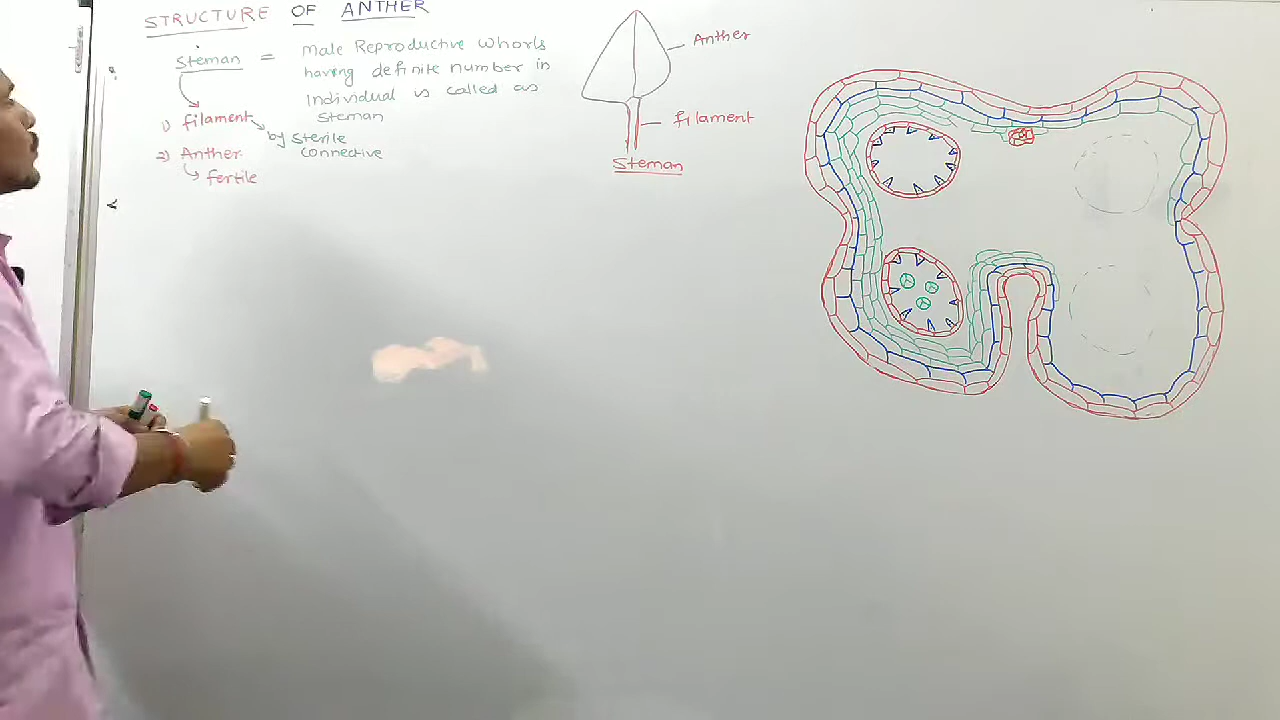 STRUCTURE OF ANTHER
Steman = Male Reproductive whorls
having definite number in
Individual is called as
Steman
1) filament
by Sterile
connective
2) Anther
fertile
Anther
filament
Steman